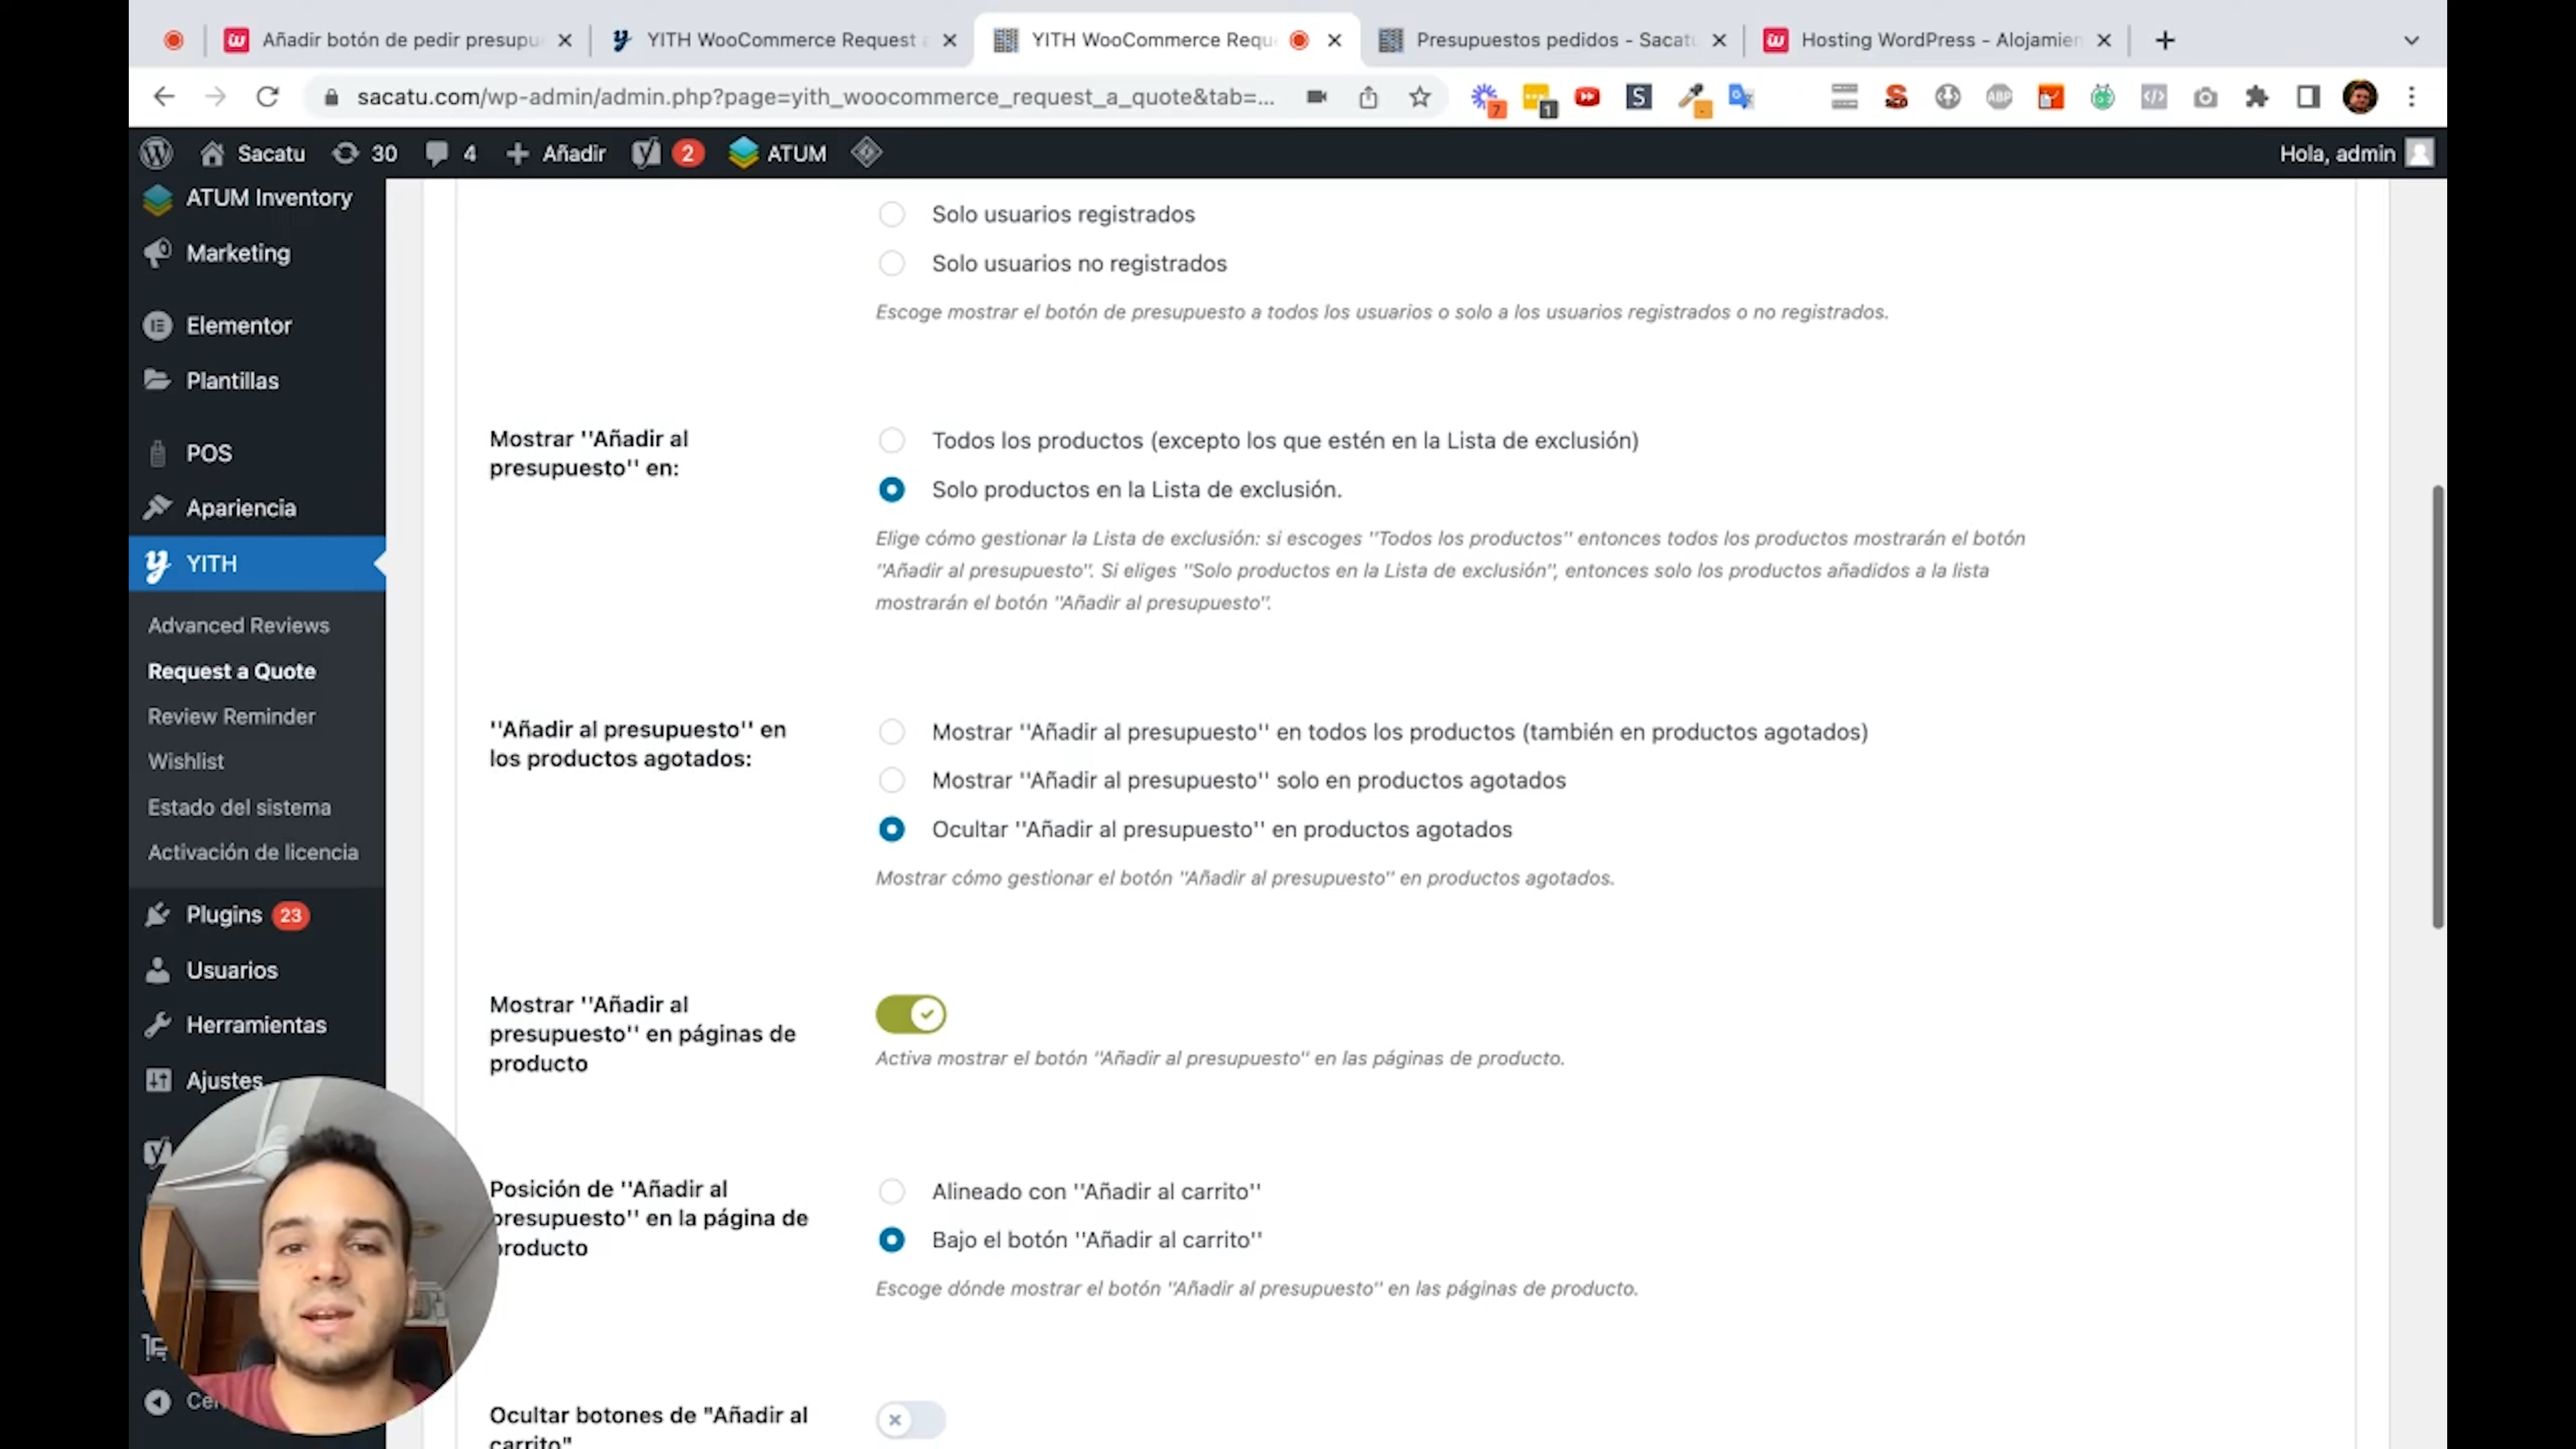 Añadir botón de pedir presupu
YITH WooCommerce Request a
YITH WooCommerce Requ
Presupuestos pedidos - Sacatu
Hosting WordPress - Alojamien
sacatu.com/wp-admin/admin.php?page=yith_woocommerce_request_a_quote&tab=...
7
1
S
ABP
Sacatu
30
4
Añadir
2
ATUM
Hola, admin
ATUM Inventory
Marketing
Elementor
Plantillas
POS
Apariencia
YITH
Advanced Reviews
Request a Quote
Review Reminder
Wishlist
Estado del sistema
Activación de licencia
Plugins 23
Usuarios
Herramientas
Ajustes
Solo usuarios registrados
Solo usuarios no registrados
Escoge mostrar el botón de presupuesto a todos los usuarios o solo a los usuarios registrados o no registrados.
Mostrar ''Añadir al
presupuesto'' en:
Todos los productos (excepto los que estén en la Lista de exclusión)
Solo productos en la Lista de exclusión.
Elige cómo gestionar la Lista de exclusión: si escoges ''Todos los productos'' entonces todos los productos mostrarán el botón
''Añadir al presupuesto''. Si eliges ''Solo productos en la Lista de exclusión'', entonces solo los productos añadidos a la lista
mostrarán el botón ''Añadir al presupuesto''.
''Añadir al presupuesto'' en
los productos agotados:
Mostrar ''Añadir al presupuesto'' en todos los productos (también en productos agotados)
Mostrar ''Añadir al presupuesto'' solo en productos agotados
Ocultar ''Añadir al presupuesto'' en productos agotados
Mostrar cómo gestionar el botón ''Añadir al presupuesto'' en productos agotados.
Mostrar ''Añadir al
presupuesto'' en páginas de
producto
Activa mostrar el botón ''Añadir al presupuesto'' en las páginas de producto.
Posición de ''Añadir al
presupuesto'' en la página de
producto
Alineado con ''Añadir al carrito''
Bajo el botón ''Añadir al carrito''
Escoge dónde mostrar el botón ''Añadir al presupuesto'' en las páginas de producto.
Ocultar botones de "Añadir al
carrito"